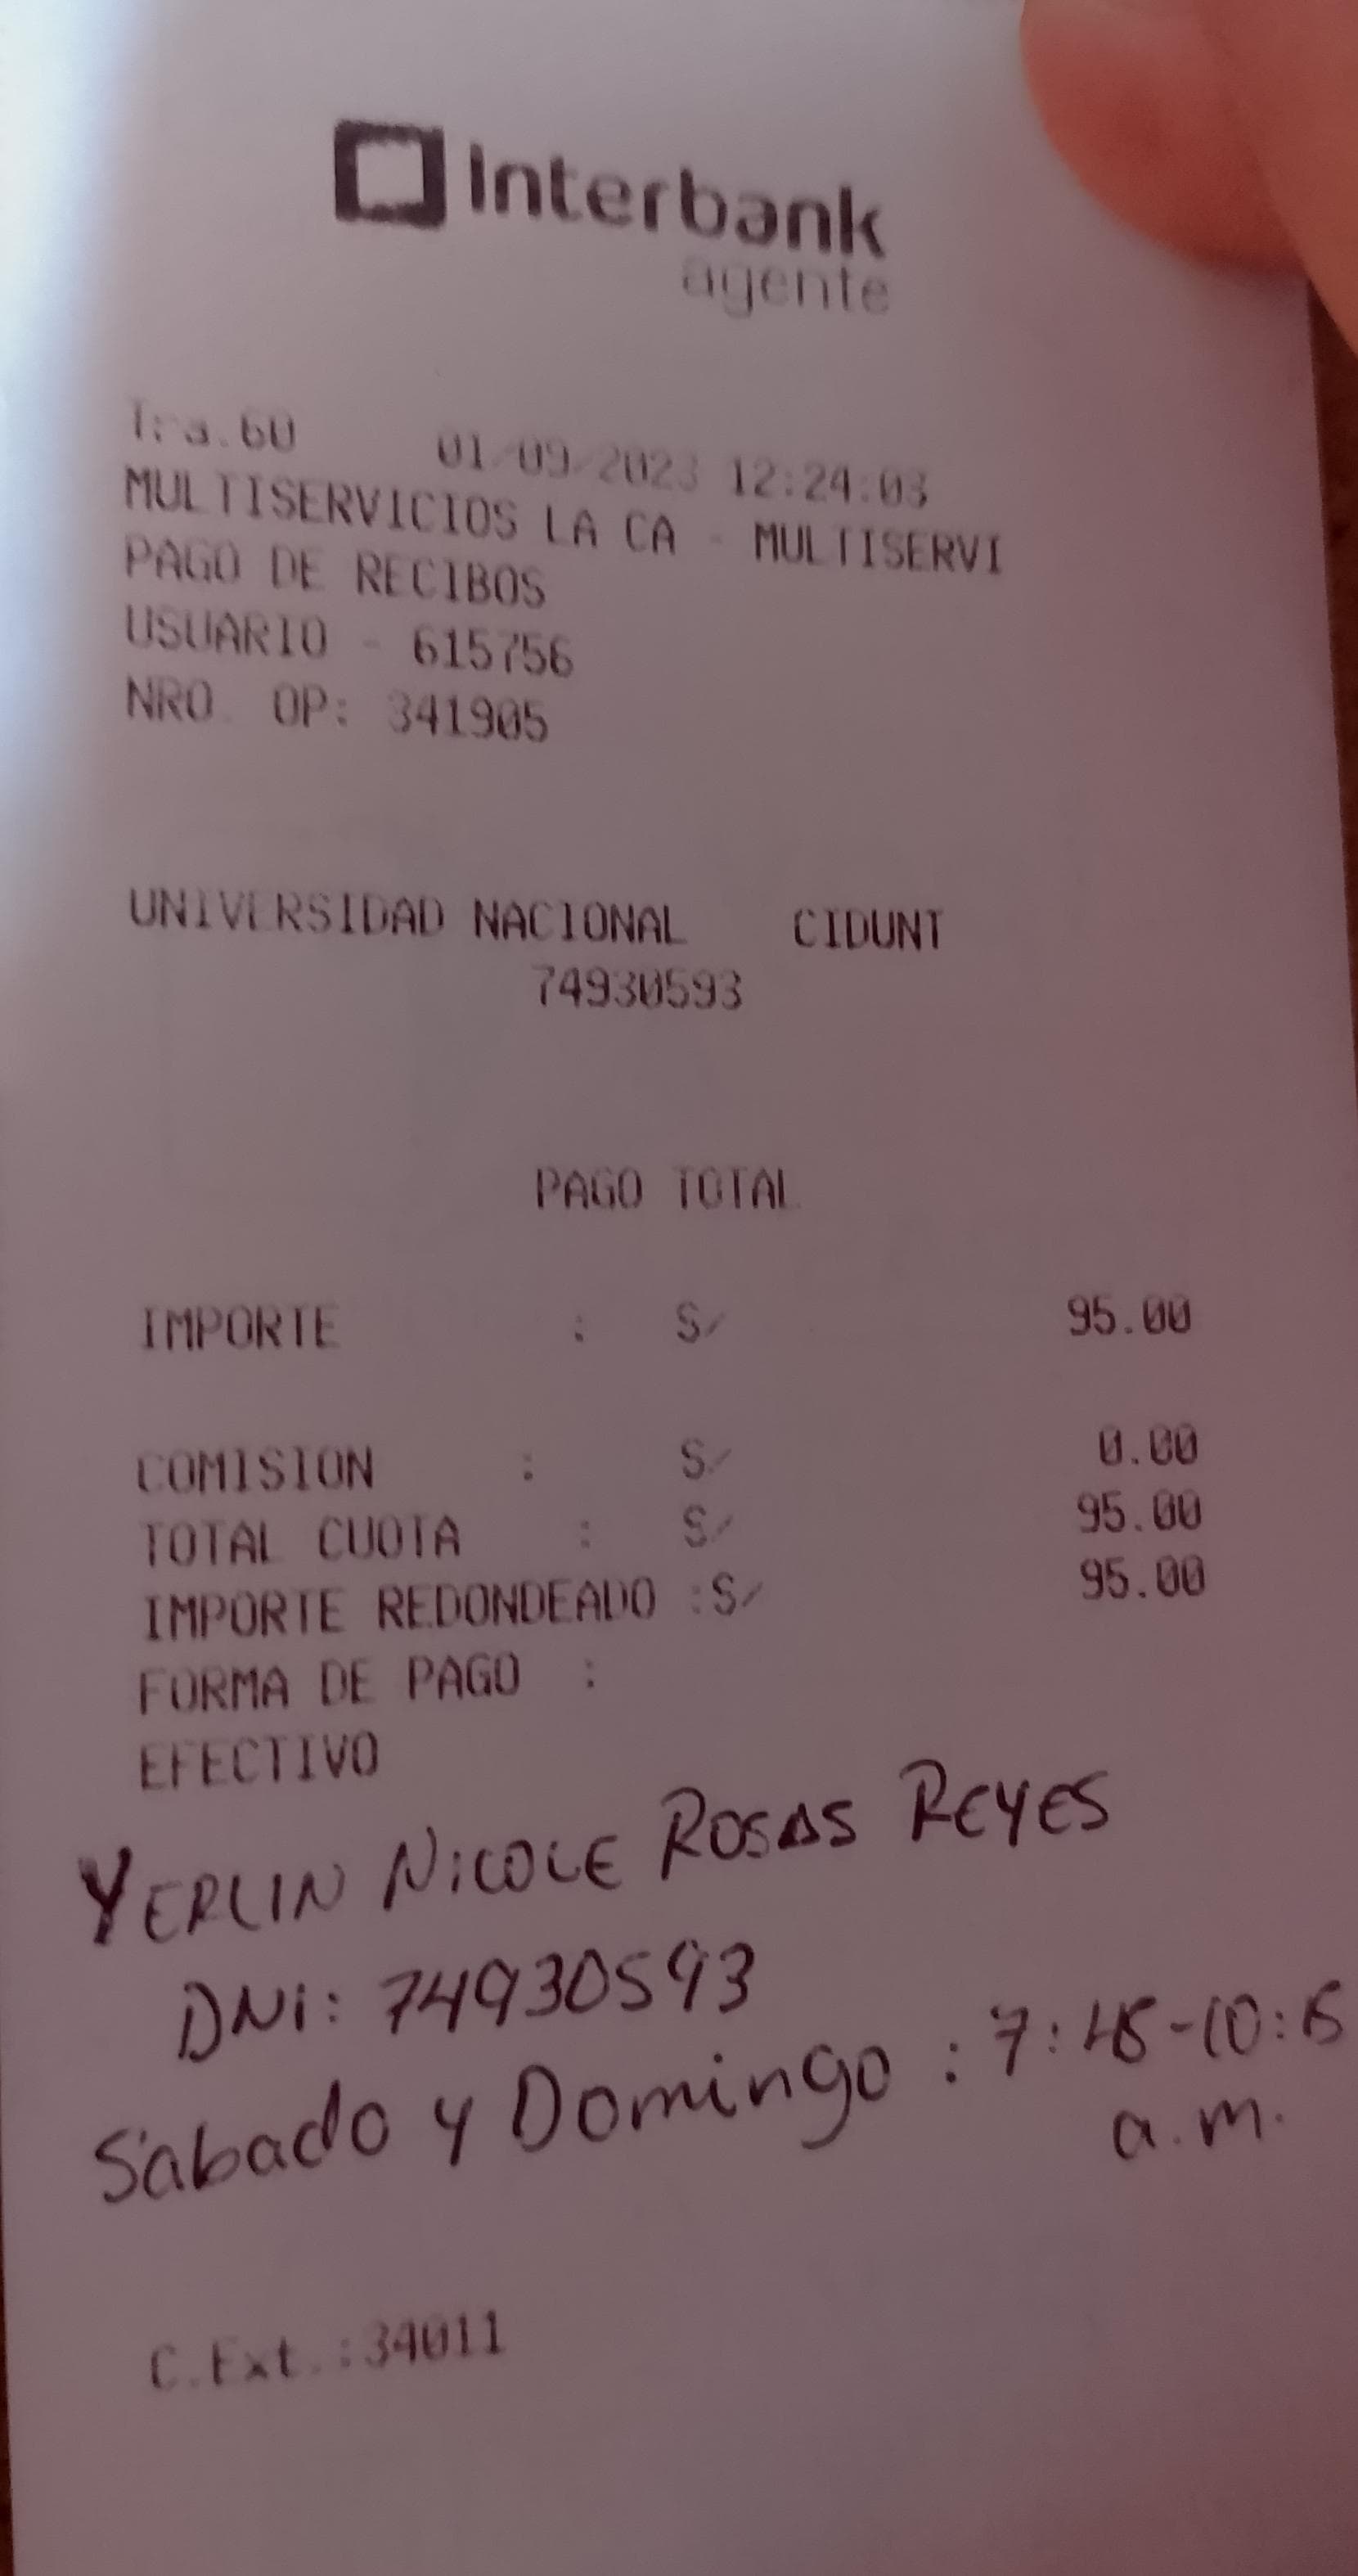 Interbank
agente
Tra.60 01/09/2023 12:24:03
MULTISERVICIOS LA CA - MULTISERVI
PAGO DE RECIBOS
USUARIO - 615756
NRO. OP: 341905
UNIVERSIDAD NACIONAL CIDUNT
74930593
PAGO TOTAL
IMPORTE : S/ 95.00
COMISION : S/ 0.00
TOTAL CUOTA : S/ 95.00
IMPORTE REDONDEADO :S/ 95.00
FORMA DE PAGO :
EFECTIVO
YERLIN NICOLE ROSAS REYES
DNI: 74930593
Sabado y Domingo : 7:45-10:15
a.m.
C.Ext.:34011